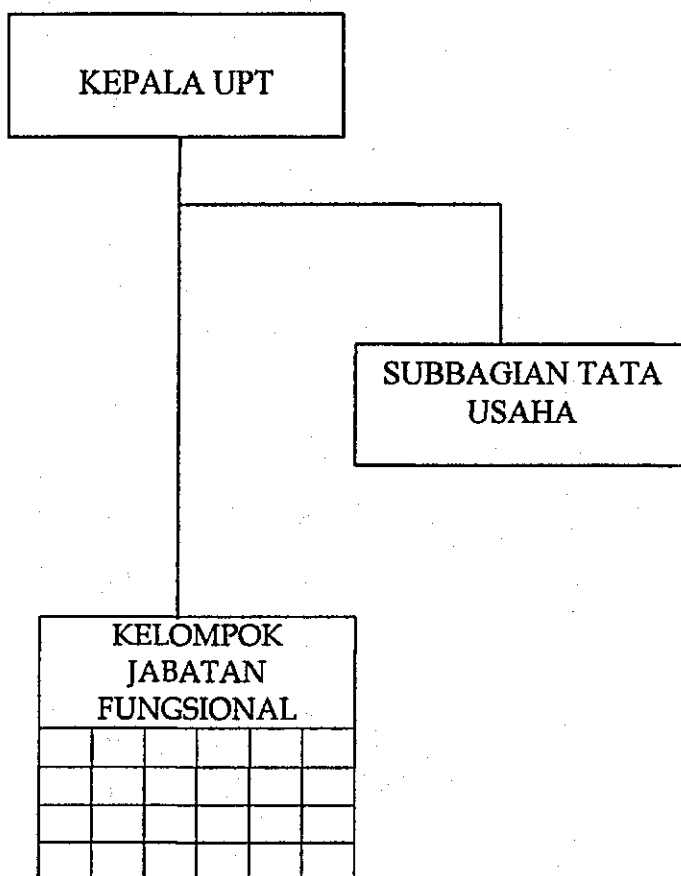 KEPALA UPT
SUBBAGIAN TATA
USAHA
KELOMPOK
JABATAN
FUNGSIONAL